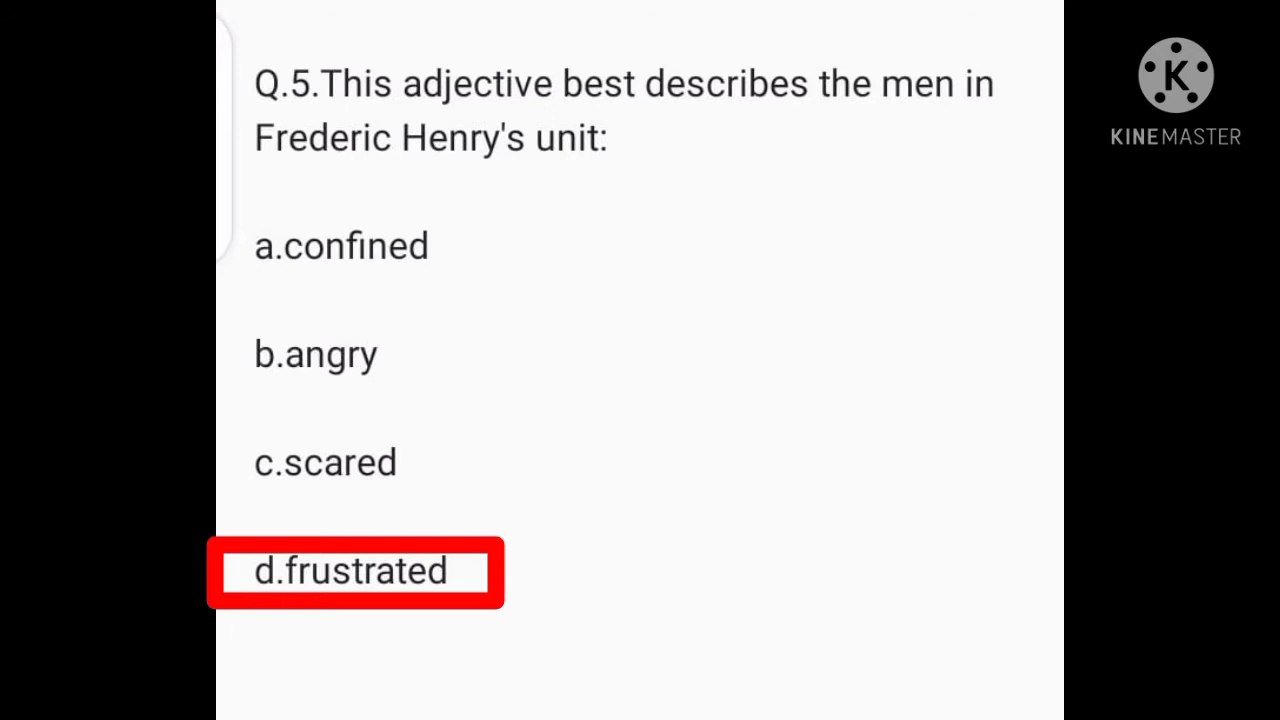 Q.5.This adjective best describes the men in
Frederic Henry's unit:
a.confined
b.angry
c.scared
d.frustrated
K
KINEMASTER